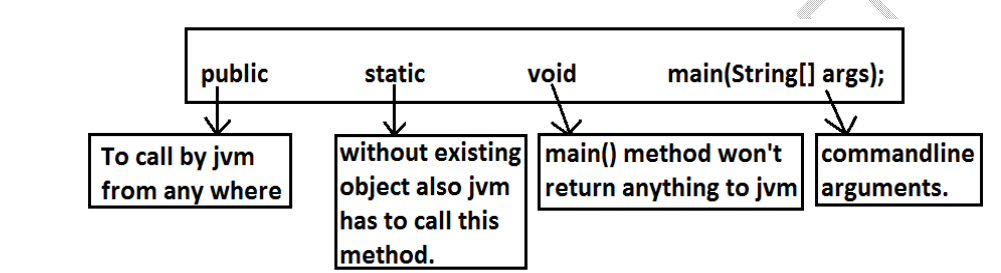 public static void main(String[] args);
To call by jvm
from any where
without existing
object also jvm
has to call this
method.
main() method won't
return anything to jvm
commandline
arguments.